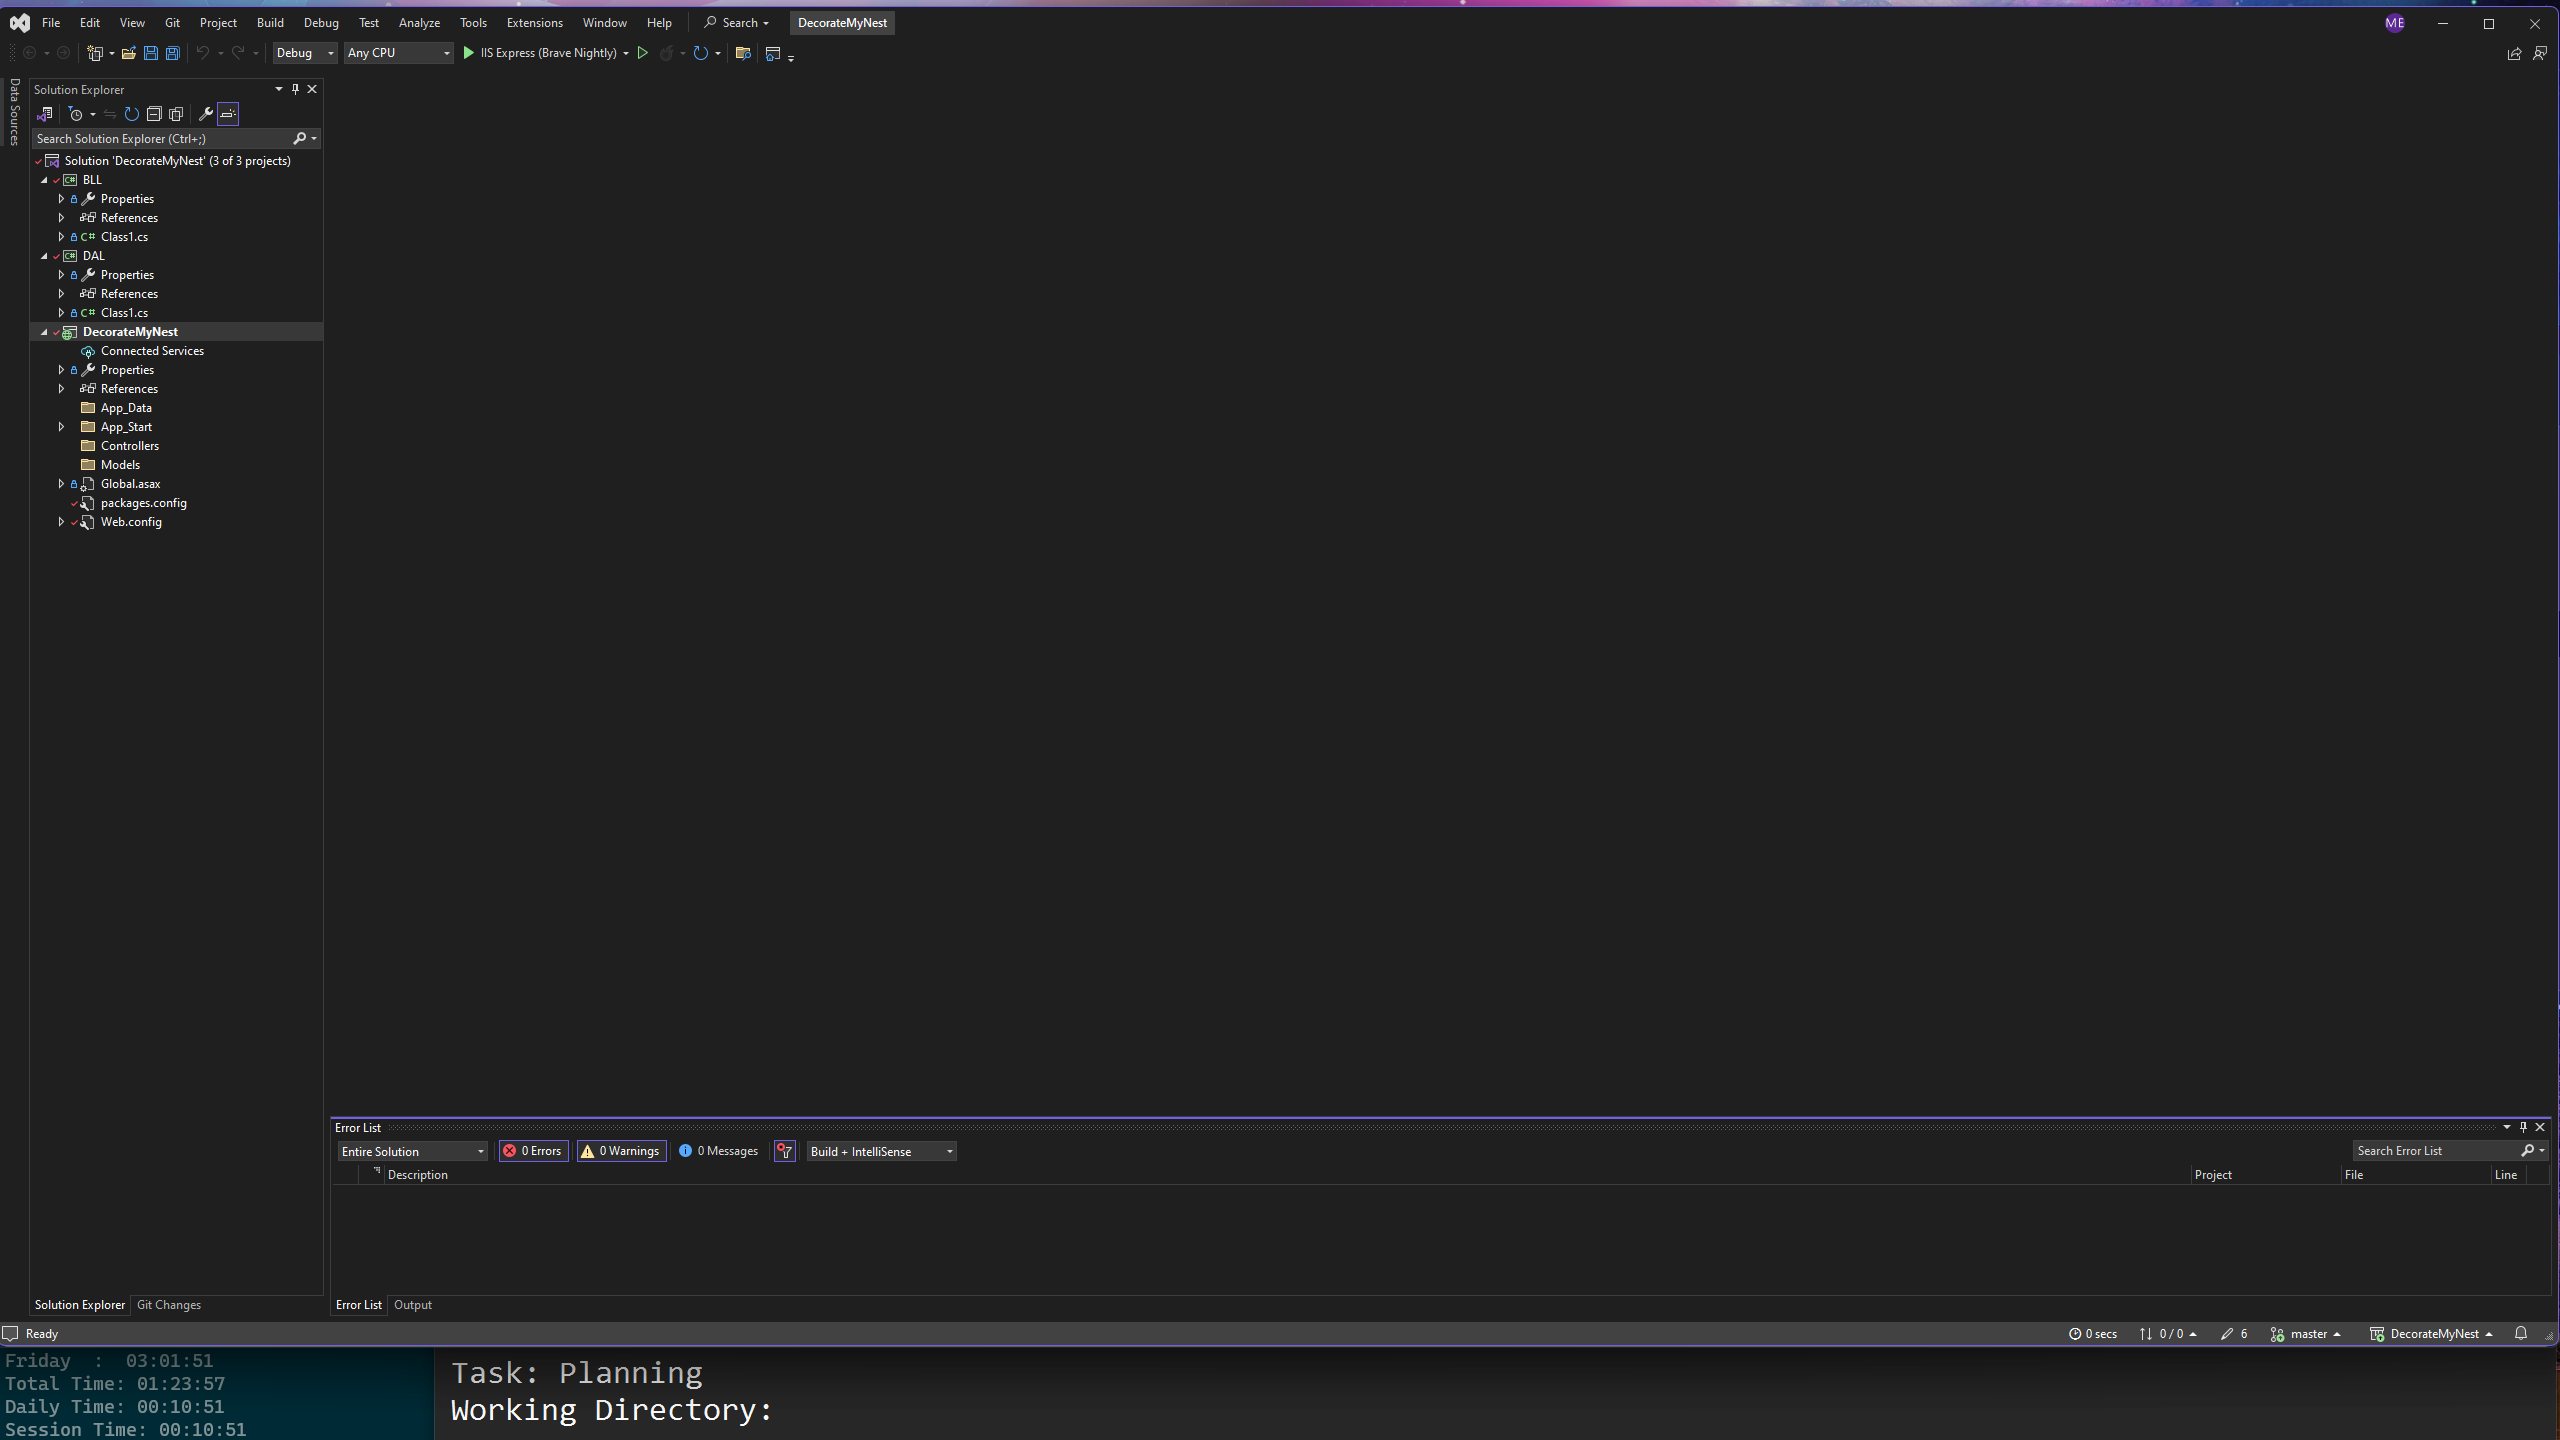 File Edit View Git Project Build Debug Test Analyze Tools Extensions Window Help Search DecorateMyNest ME
Debug Any CPU IIS Express (Brave Nightly)
Data Sources
Solution Explorer
Search Solution Explorer (Ctrl+;)
Solution 'DecorateMyNest' (3 of 3 projects)
BLL
Properties
References
C# Class1.cs
DAL
Properties
References
C# Class1.cs
DecorateMyNest
Connected Services
Properties
References
App_Data
App_Start
Controllers
Models
Global.asax
packages.config
Web.config
Solution Explorer Git Changes
Error List
Entire Solution 0 Errors 0 Warnings 0 Messages Build + IntelliSense Search Error List
Description Project File Line
Error List Output
Ready 0 secs 0 / 0 6 master DecorateMyNest
Friday : 03:01:51
Total Time: 01:23:57
Daily Time: 00:10:51
Session Time: 00:10:51
Task: Planning
Working Directory: